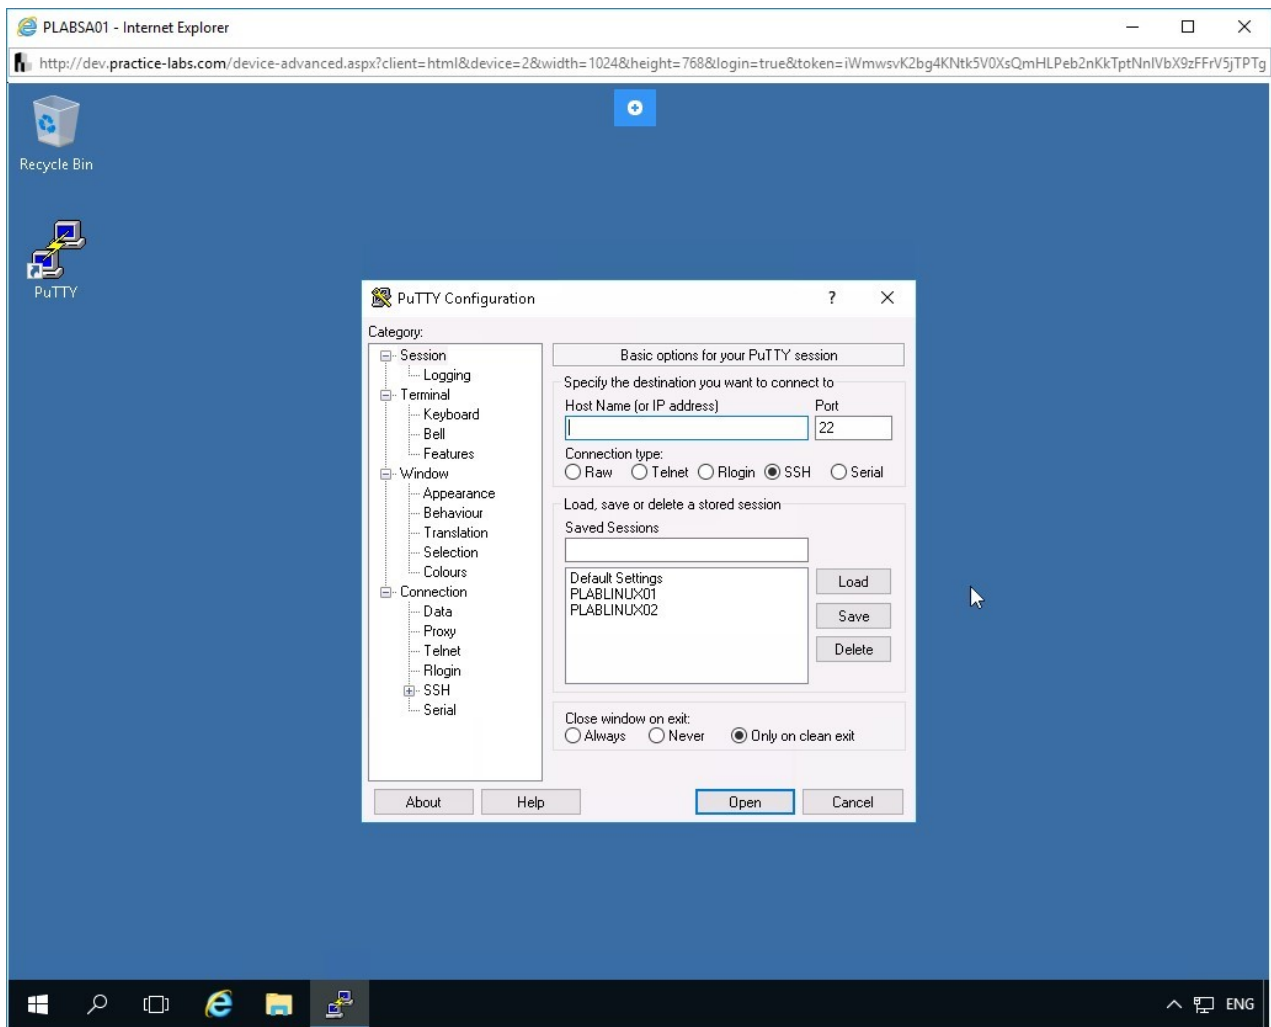 PLABSA01 - Internet Explorer
http://dev.practice-labs.com/device-advanced.aspx?client=html&device=2&width=1024&height=768&login=true&token=iWmwsvK2bg4KNtk5V0XsQmHLPeb2nKkTptNnIVbX9zFFrV5jTPTg
Recycle Bin
PuTTY
PuTTY Configuration
?
Category:
Session
Logging
Terminal
Keyboard
Bell
Features
Window
Appearance
Behaviour
Translation
Selection
Colours
Connection
Data
Proxy
Telnet
Rlogin
SSH
Serial
Basic options for your PuTTY session
Specify the destination you want to connect to
Host Name (or IP address) Port
22
Connection type:
Raw Telnet Rlogin SSH Serial
Load, save or delete a stored session
Saved Sessions
Default Settings
PLABLINUX01
PLABLINUX02
Load
Save
Delete
Close window on exit:
Always Never Only on clean exit
About Help Open Cancel
ENG